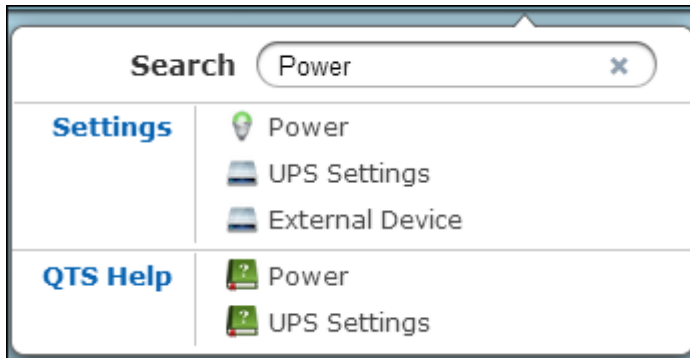 Search Power
Settings Power
UPS Settings
External Device
QTS Help Power
UPS Settings